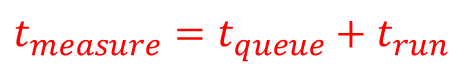 t_measure = t_queue + t_run